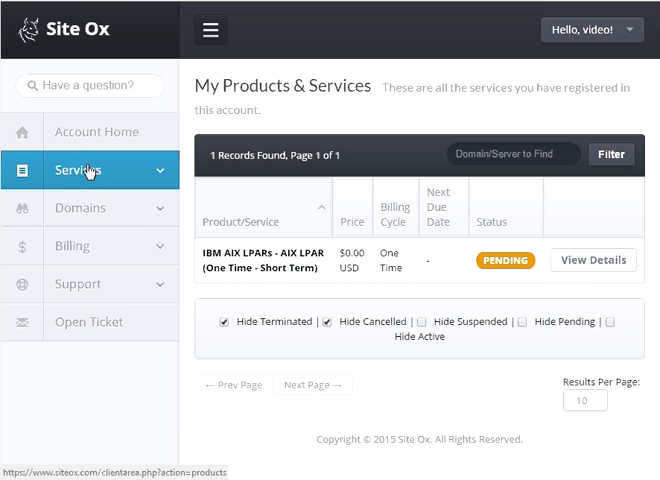 Site Ox
Hello, video!
Have a question?
Account Home
Services
Domains
Billing
Support
Open Ticket
My Products & Services These are all the services you have registered in
this account.
1 Records Found, Page 1 of 1
Domain/Server to Find
Filter
Product/Service
Price
Billing
Cycle
Next
Due
Date
Status
IBM AIX LPARs - AIX LPAR
(One Time - Short Term)
$0.00
USD
One
Time
-
PENDING
View Details
Hide Terminated | Hide Cancelled | Hide Suspended | Hide Pending |
Hide Active
← Prev Page
Next Page →
Results Per Page:
10
Copyright © 2015 Site Ox. All Rights Reserved.
https://www.siteox.com/clientarea.php?action=products